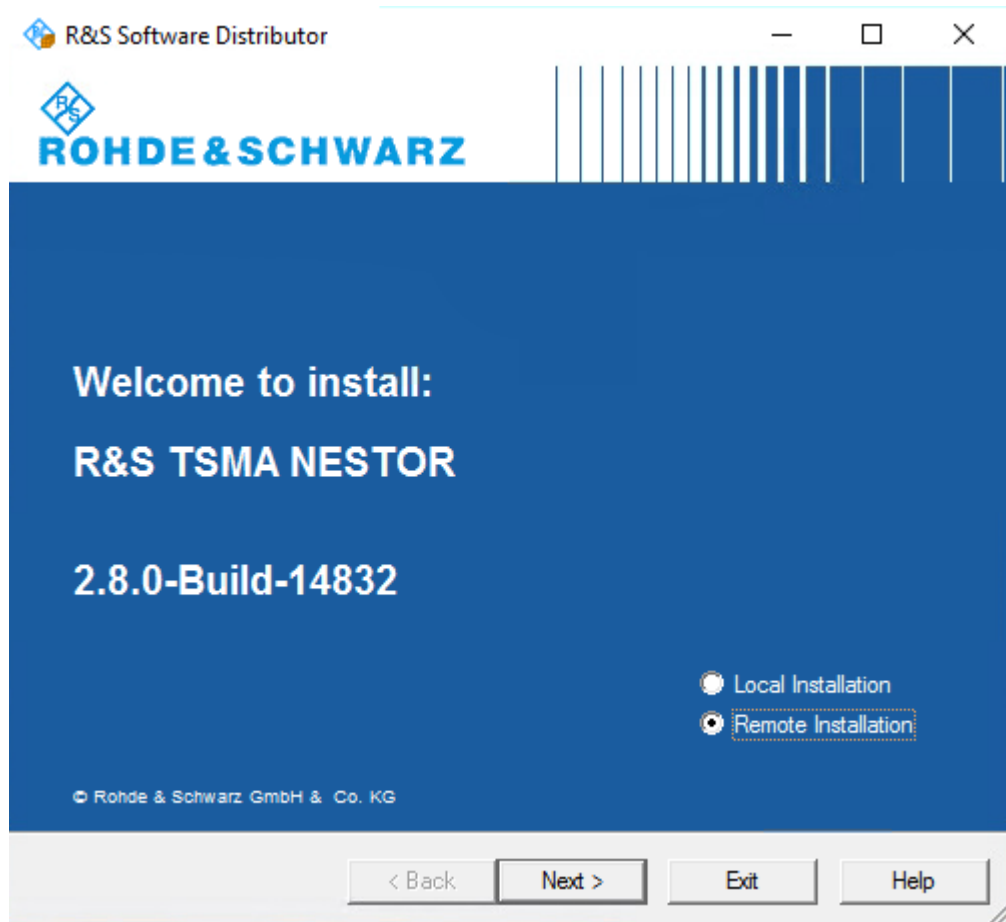 R&S Software Distributor
R&S
ROHDE&SCHWARZ
Welcome to install:
R&S TSMA NESTOR
2.8.0-Build-14832
Local Installation
Remote Installation
© Rohde & Schwarz GmbH & Co. KG
< Back
Next >
Exit
Help